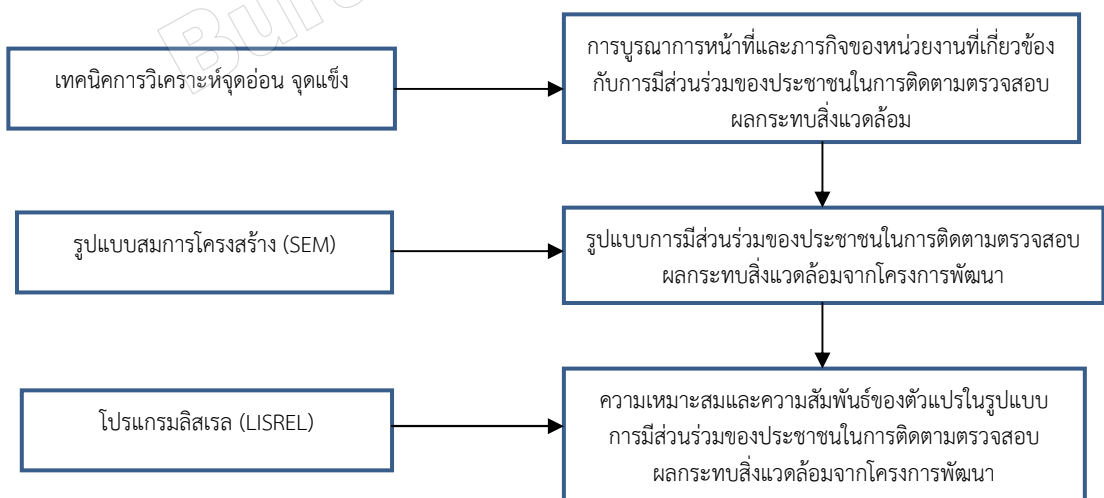 เทคนิคการวิเคราะห์จุดอ่อน จุดแข็ง
การบูรณาการหน้าที่และภารกิจของหน่วยงานที่เกี่ยวข้อง
กับการมีส่วนร่วมของประชาชนในการติดตามตรวจสอบ
ผลกระทบสิ่งแวดล้อม
รูปแบบสมการโครงสร้าง (SEM)
รูปแบบการมีส่วนร่วมของประชาชนในการติดตามตรวจสอบ
ผลกระทบสิ่งแวดล้อมจากโครงการพัฒนา
โปรแกรมลิสเรล (LISREL)
ความเหมาะสมและความสัมพันธ์ของตัวแปรในรูปแบบ
การมีส่วนร่วมของประชาชนในการติดตามตรวจสอบ
ผลกระทบสิ่งแวดล้อมจากโครงการพัฒนา